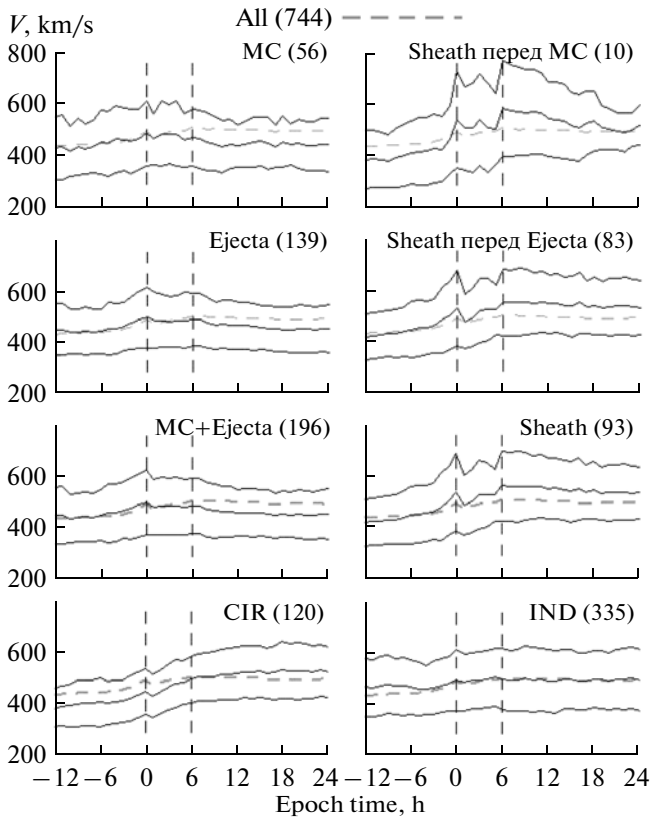 V, km/s
All (744)
800
600
400
200
MC (56)
Sheath перед MC (10)
600
400
200
Ejecta (139)
Sheath перед Ejecta (83)
600
400
200
MC+Ejecta (196)
Sheath (93)
600
400
200
CIR (120)
IND (335)
−12 −6 0 6 12 18 24 −12 −6 0 6 12 18 24
Epoch time, h